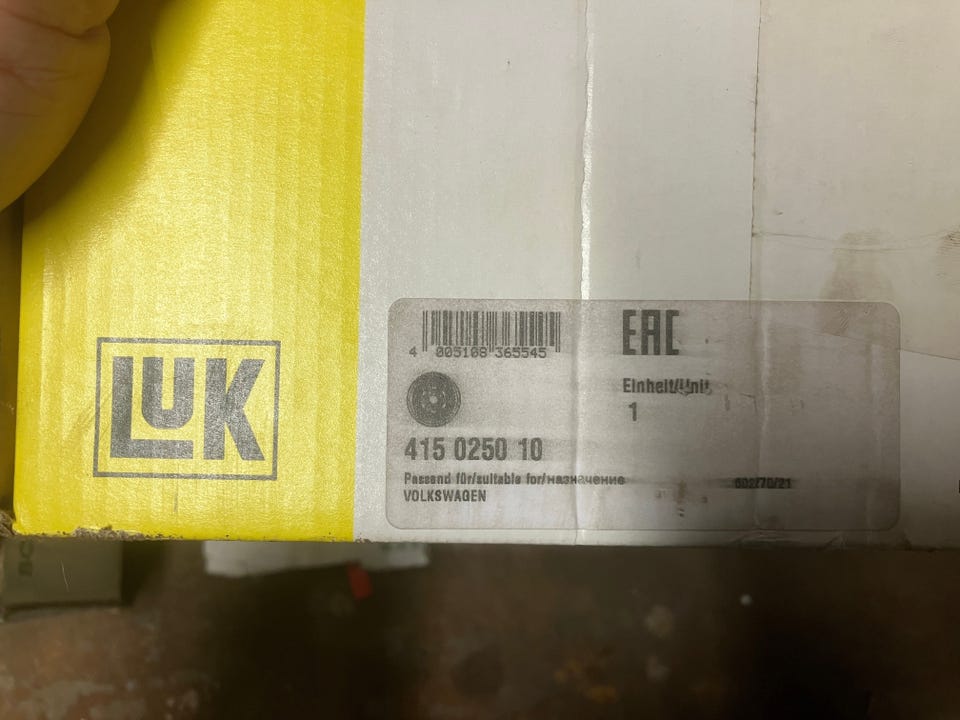 LUK
4 005108 365545
EAC
Einheit/Unit
1
415 0250 10
Passend für/suitable for/назначение
VOLKSWAGEN